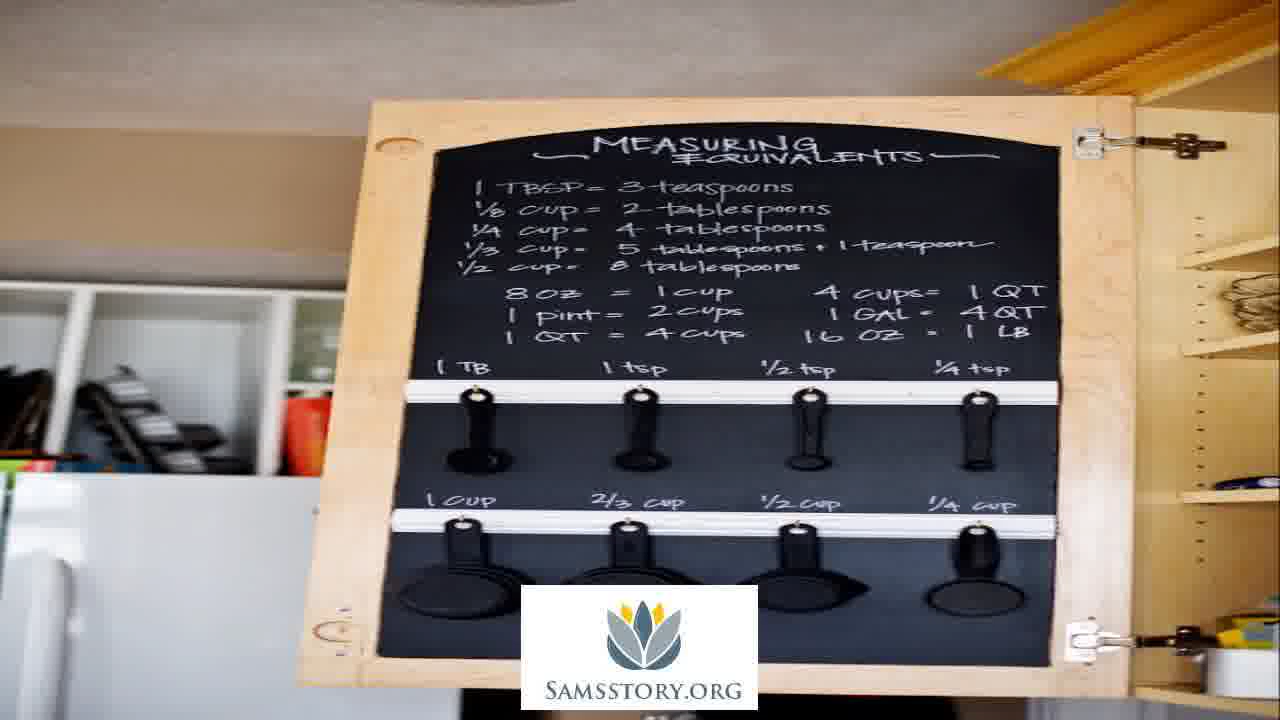 MEASURING
EQUIVALENTS
1 TBSP = 3 teaspoons
1/8 cup = 2 tablespoons
1/4 cup = 4 tablespoons
1/3 cup = 5 tablespoons + 1 teaspoon
1/2 cup = 8 tablespoons
8 OZ = 1 cup
1 pint = 2 cups
1 QT = 4 cups
4 cups = 1 QT
1 GAL = 4 QT
16 OZ = 1 LB
1 TB 1 tsp 1/2 tsp 1/4 tsp
1 cup 2/3 cup 1/2 cup 1/4 cup
SAMSSTORY.ORG